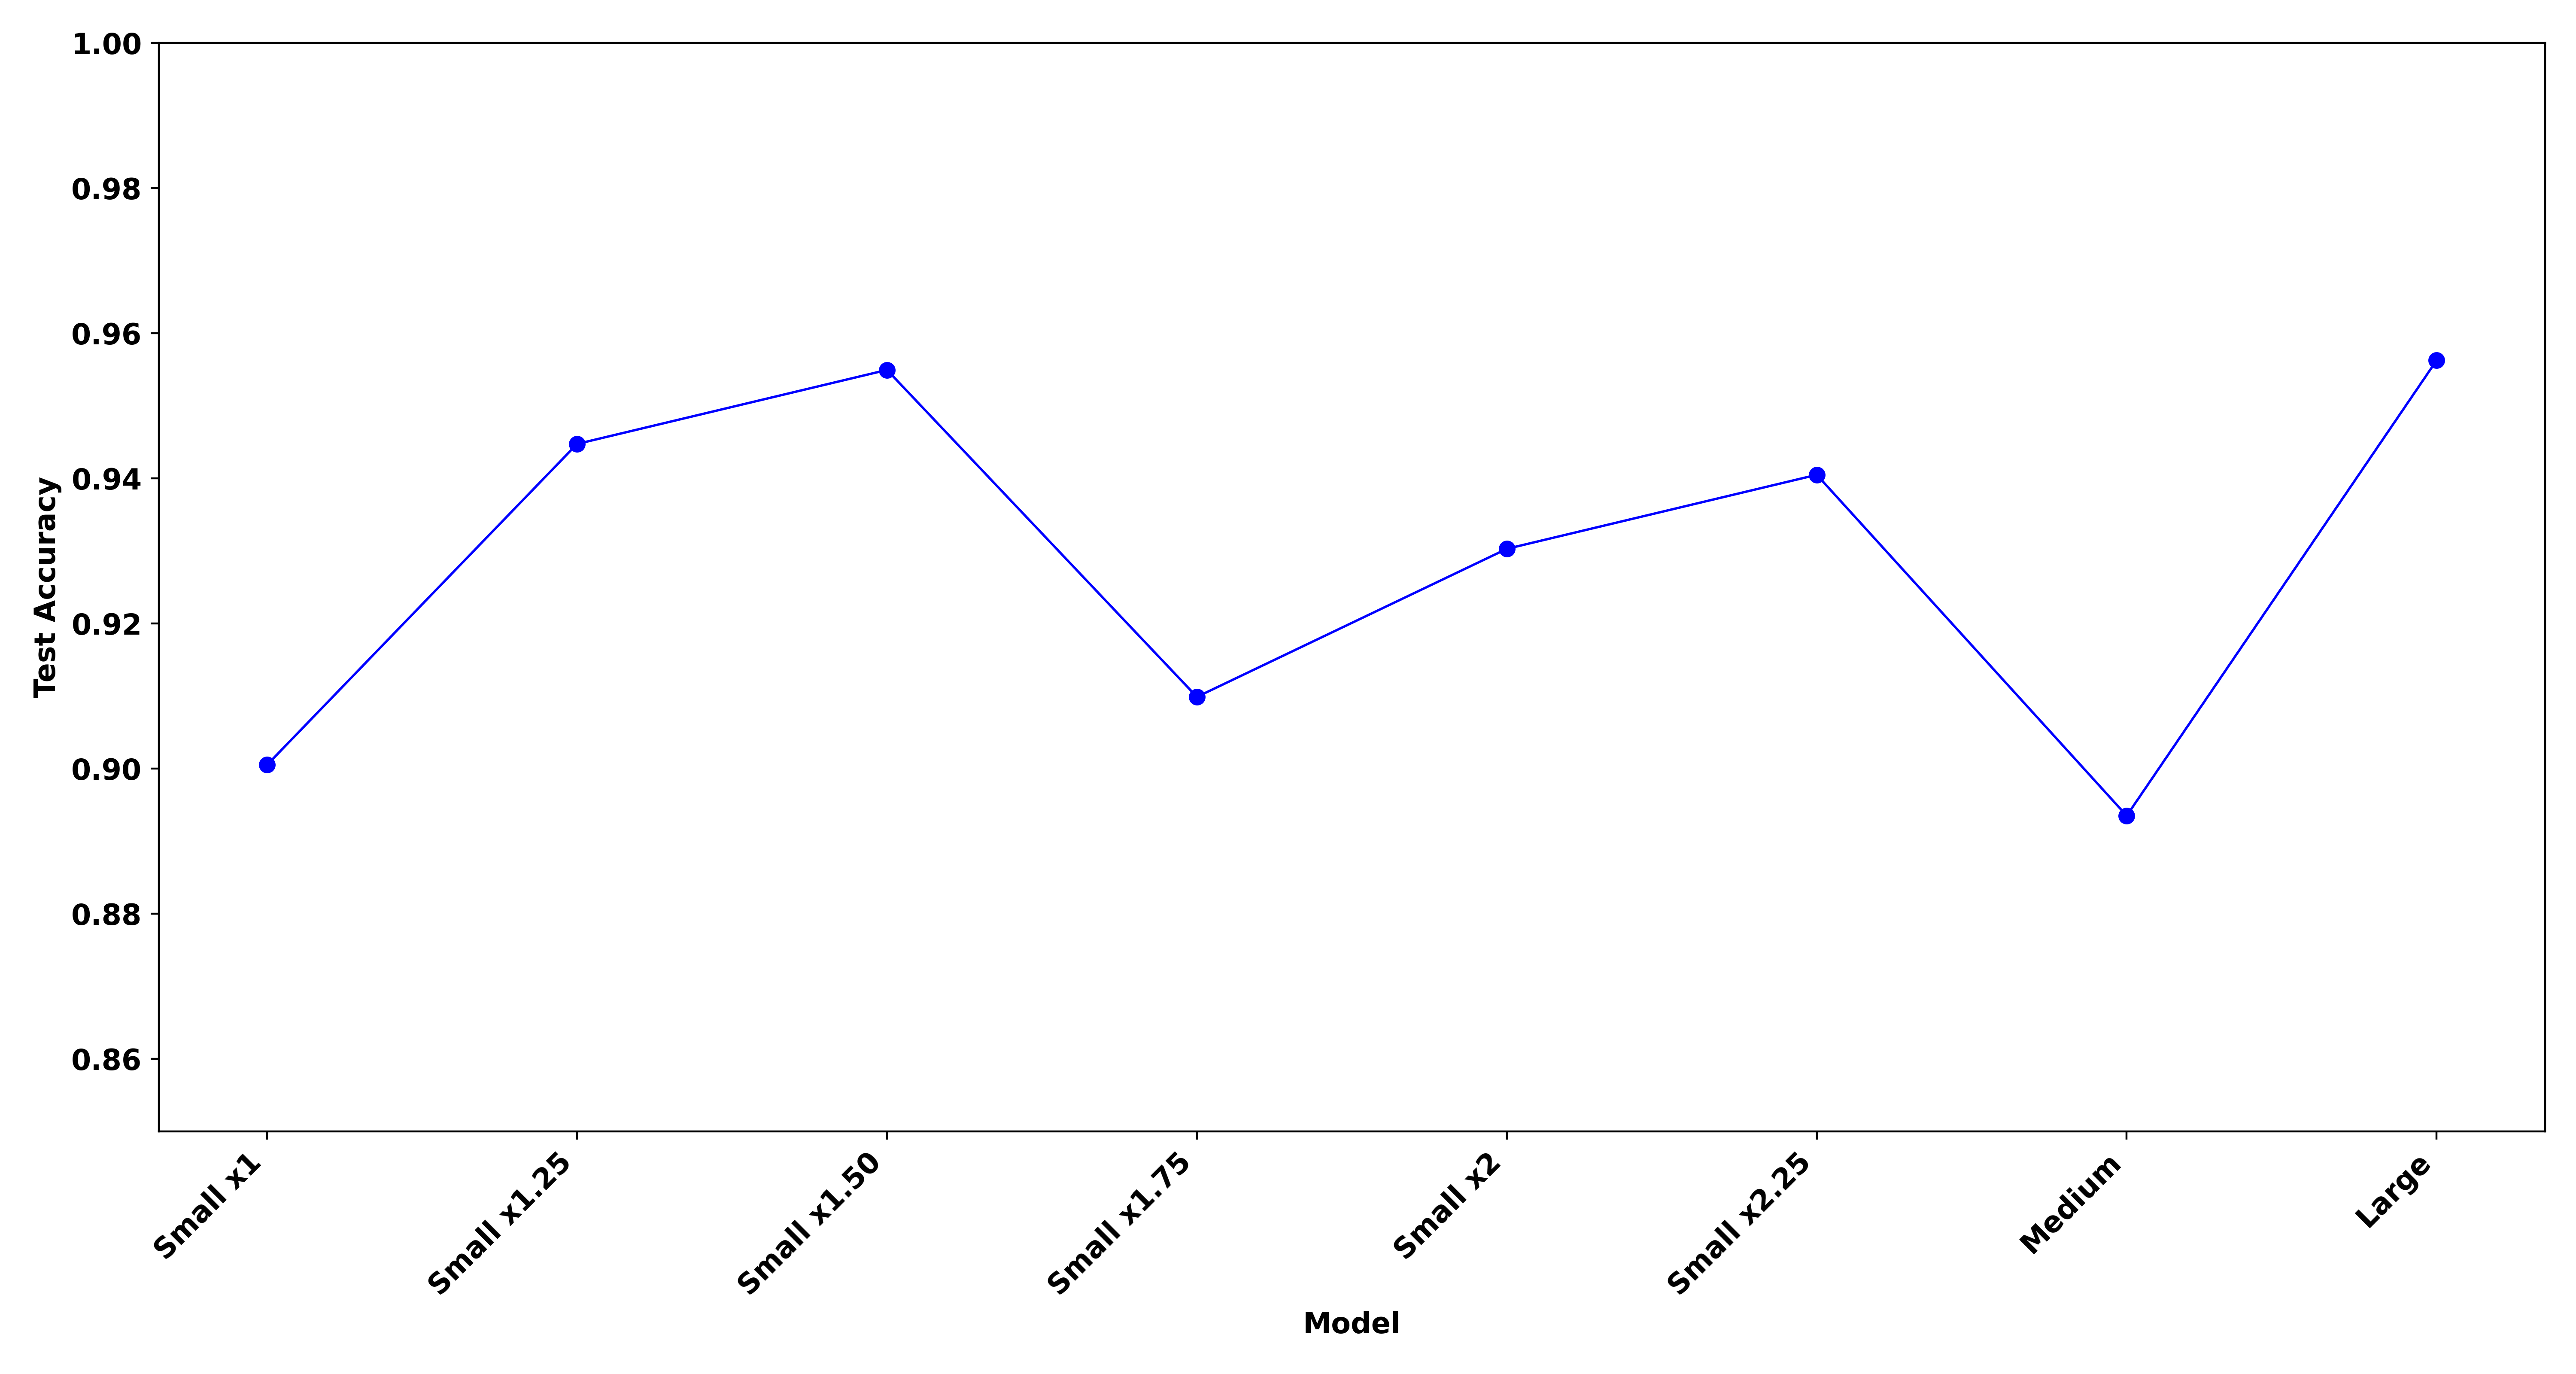 1.00
0.98
0.96
0.94
0.92
0.90
0.88
0.86
Test Accuracy
Small x1
Small x1.25
Small x1.50
Small x1.75
Small x2
Small x2.25
Medium
Large
Model